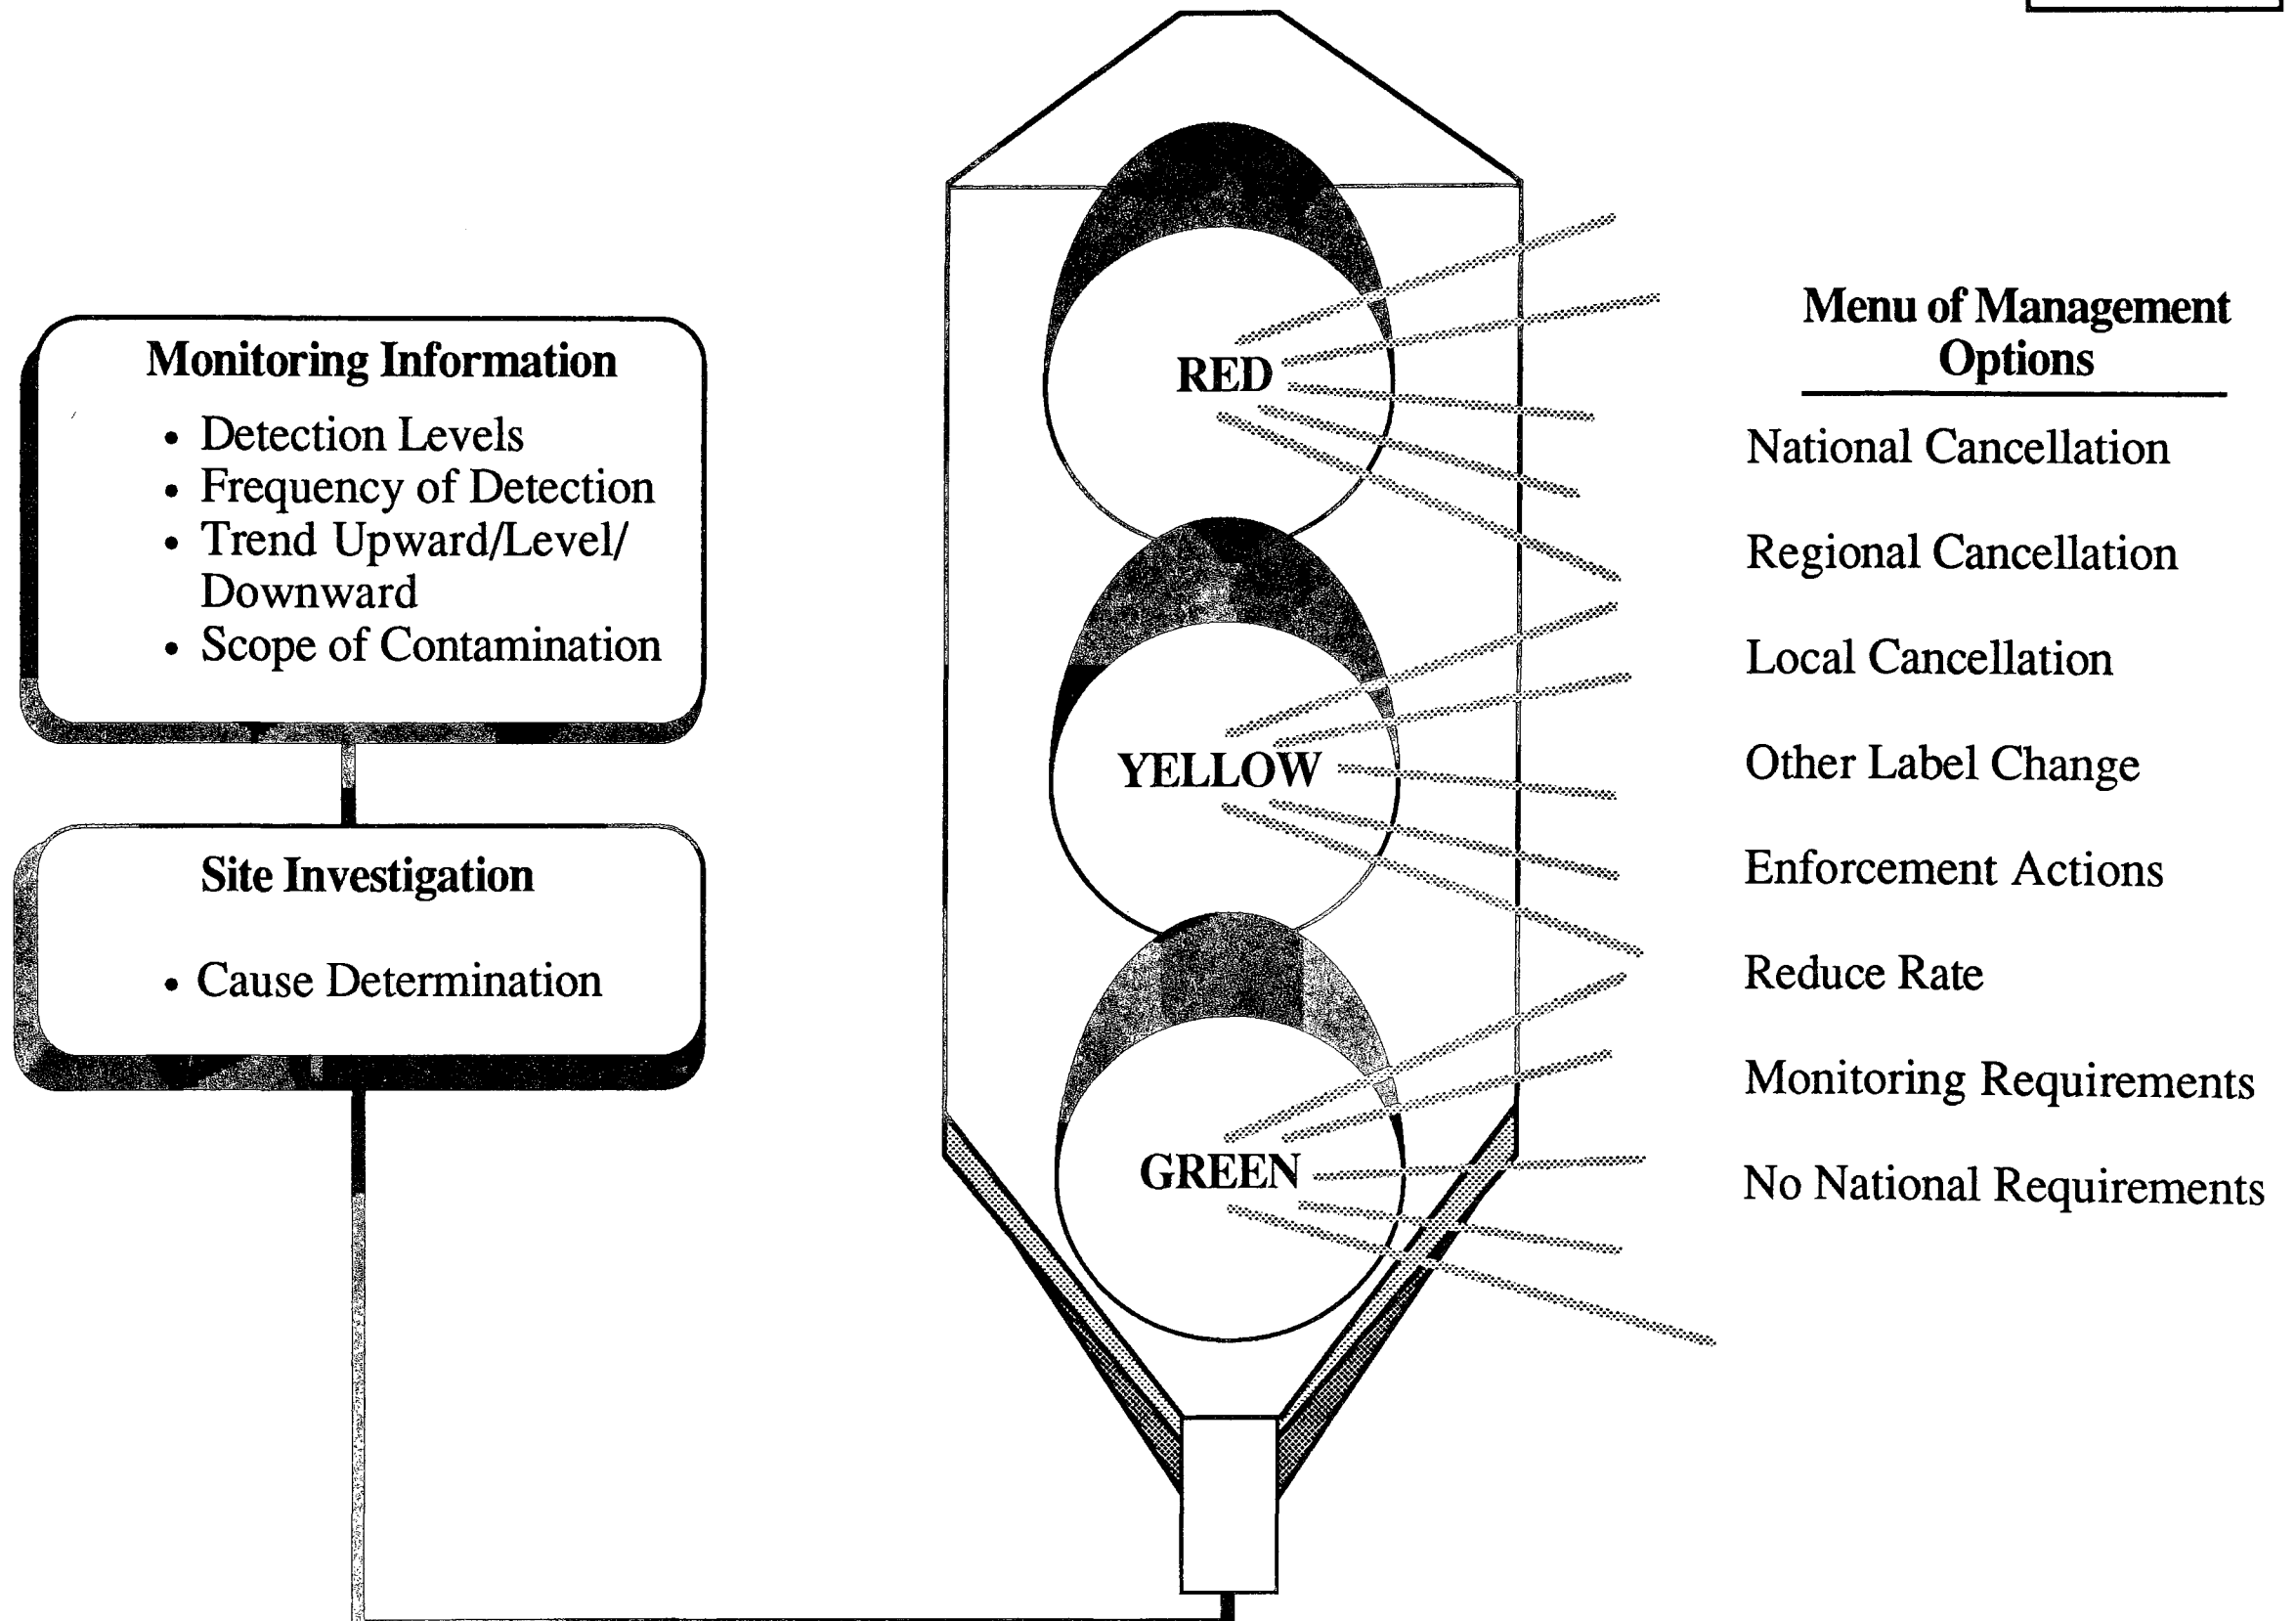 Monitoring Information
• Detection Levels
• Frequency of Detection
• Trend Upward/Level/
Downward
• Scope of Contamination
Site Investigation
• Cause Determination
RED
YELLOW
GREEN
Menu of Management
Options
National Cancellation
Regional Cancellation
Local Cancellation
Other Label Change
Enforcement Actions
Reduce Rate
Monitoring Requirements
No National Requirements